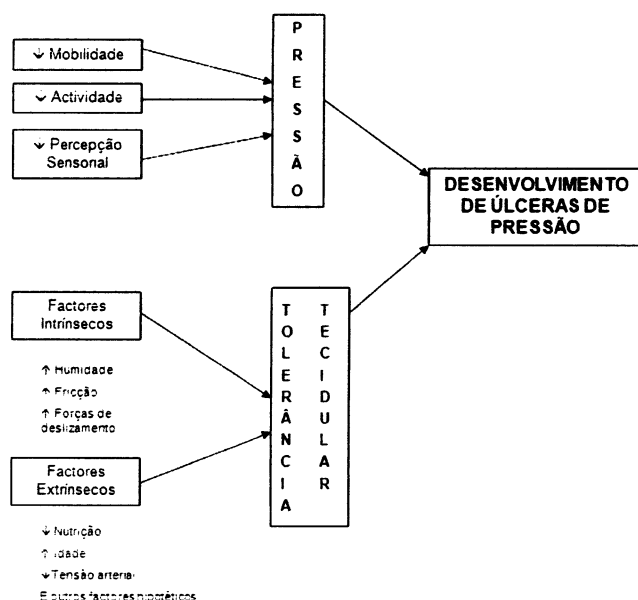 P
R
E
S
S
Ã
O
↓ Mobilidade
↓ Actividade
↓ Percepção
Sensorial
DESENVOLVIMENTO
DE ÚLCERAS DE
PRESSÃO
Factores
Intrínsecos
↑ Humidade
↑ Fricção
↑ Forças de
deslizamento
Factores
Extrínsecos
↓ Nutrição
↑ Idade
↓ Tensão arterial
E outros factores hipotéticos
T
O
L
E
R
Â
N
C
I
A
T
E
C
I
D
U
L
A
R